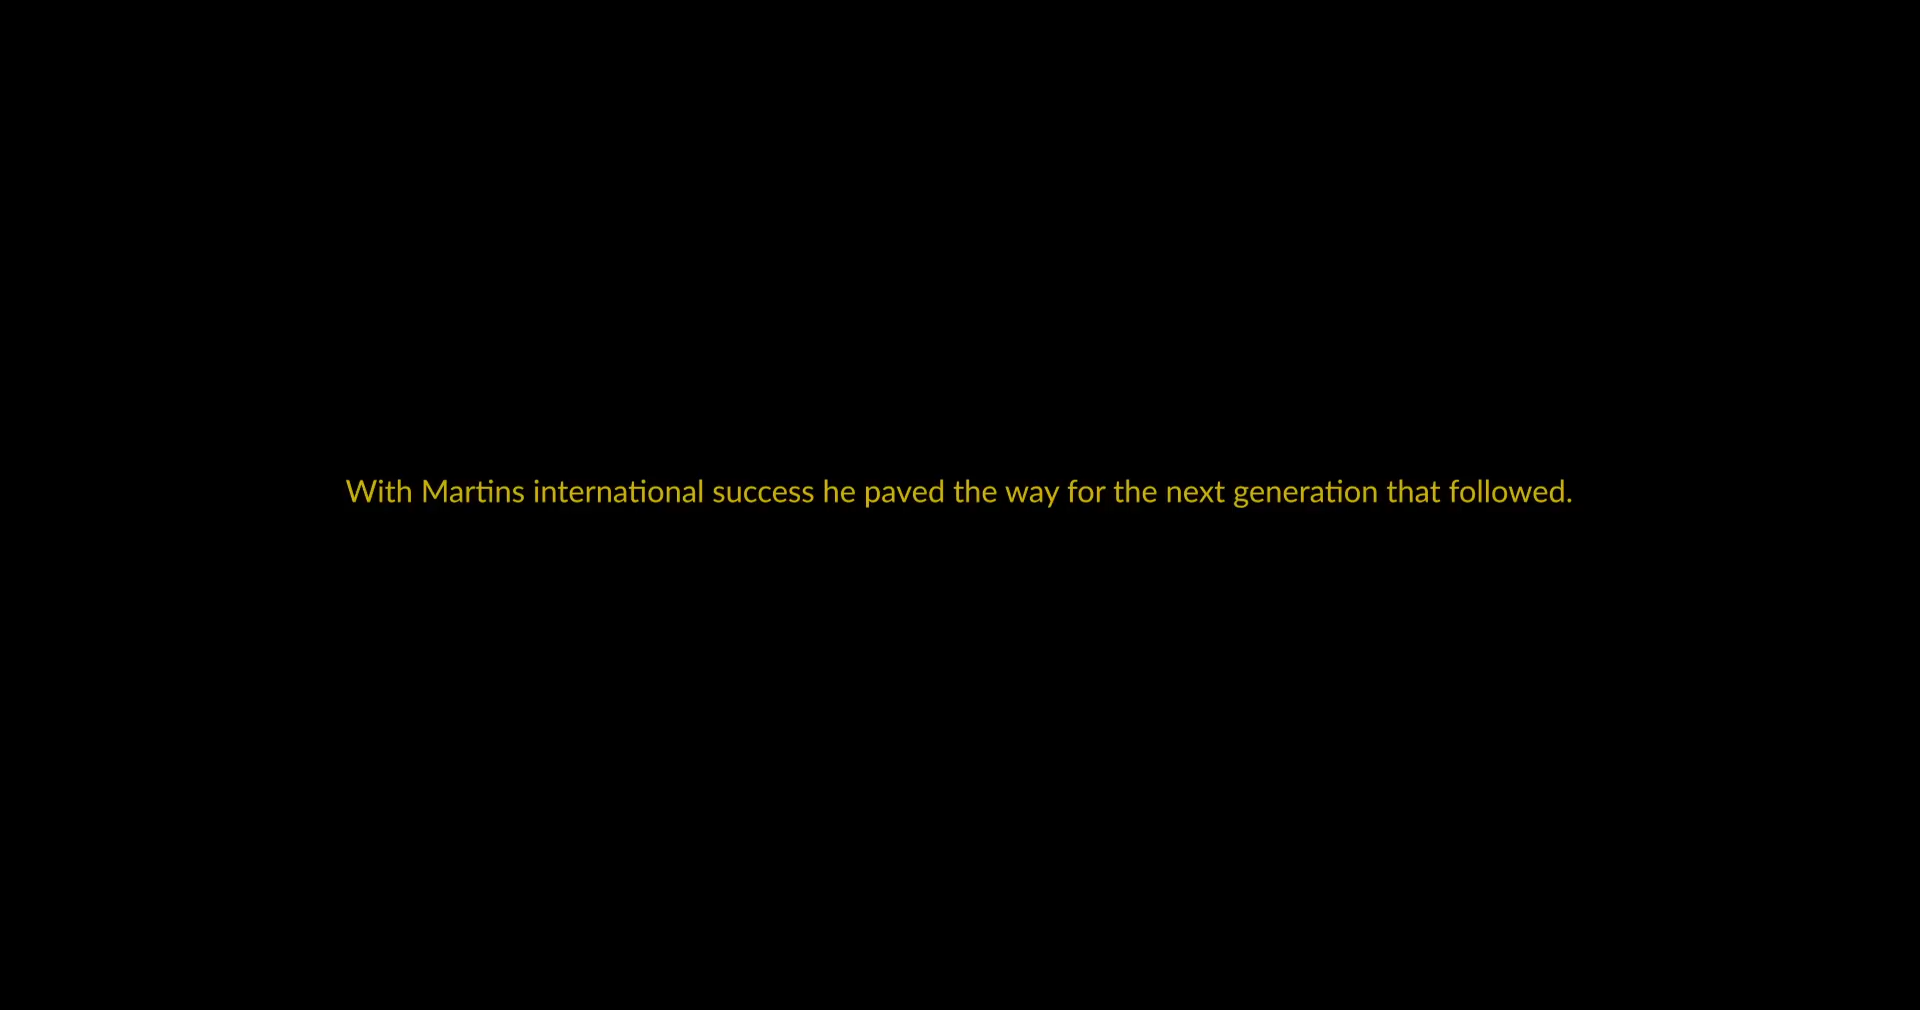 With Martins international success he paved the way for the next generation that followed.